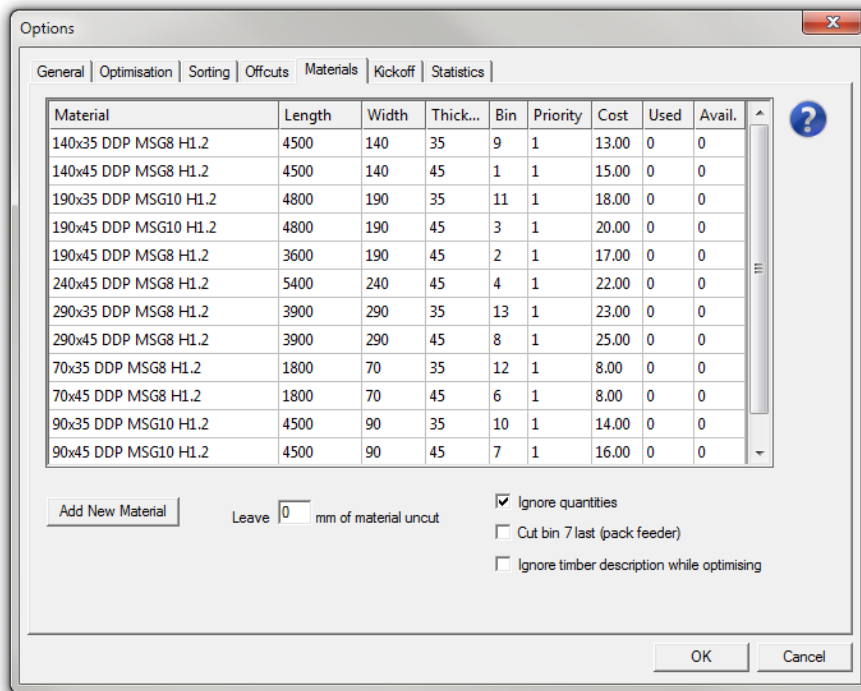 Options
General Optimisation Sorting Offcuts Materials Kickoff Statistics
Material Length Width Thick... Bin Priority Cost Used Avail.
140x35 DDP MSG8 H1.2 4500 140 35 9 1 13.00 0 0
140x45 DDP MSG8 H1.2 4500 140 45 1 1 15.00 0 0
190x35 DDP MSG10 H1.2 4800 190 35 11 1 18.00 0 0
190x45 DDP MSG10 H1.2 4800 190 45 3 1 20.00 0 0
190x45 DDP MSG8 H1.2 3600 190 45 2 1 17.00 0 0
240x45 DDP MSG8 H1.2 5400 240 45 4 1 22.00 0 0
290x35 DDP MSG8 H1.2 3900 290 35 13 1 23.00 0 0
290x45 DDP MSG8 H1.2 3900 290 45 8 1 25.00 0 0
70x35 DDP MSG8 H1.2 1800 70 35 12 1 8.00 0 0
70x45 DDP MSG8 H1.2 1800 70 45 6 1 8.00 0 0
90x35 DDP MSG10 H1.2 4500 90 35 10 1 14.00 0 0
90x45 DDP MSG10 H1.2 4500 90 45 7 1 16.00 0 0
?
Add New Material
Leave 0 mm of material uncut
Ignore quantities
Cut bin 7 last (pack feeder)
Ignore timber description while optimising
OK Cancel